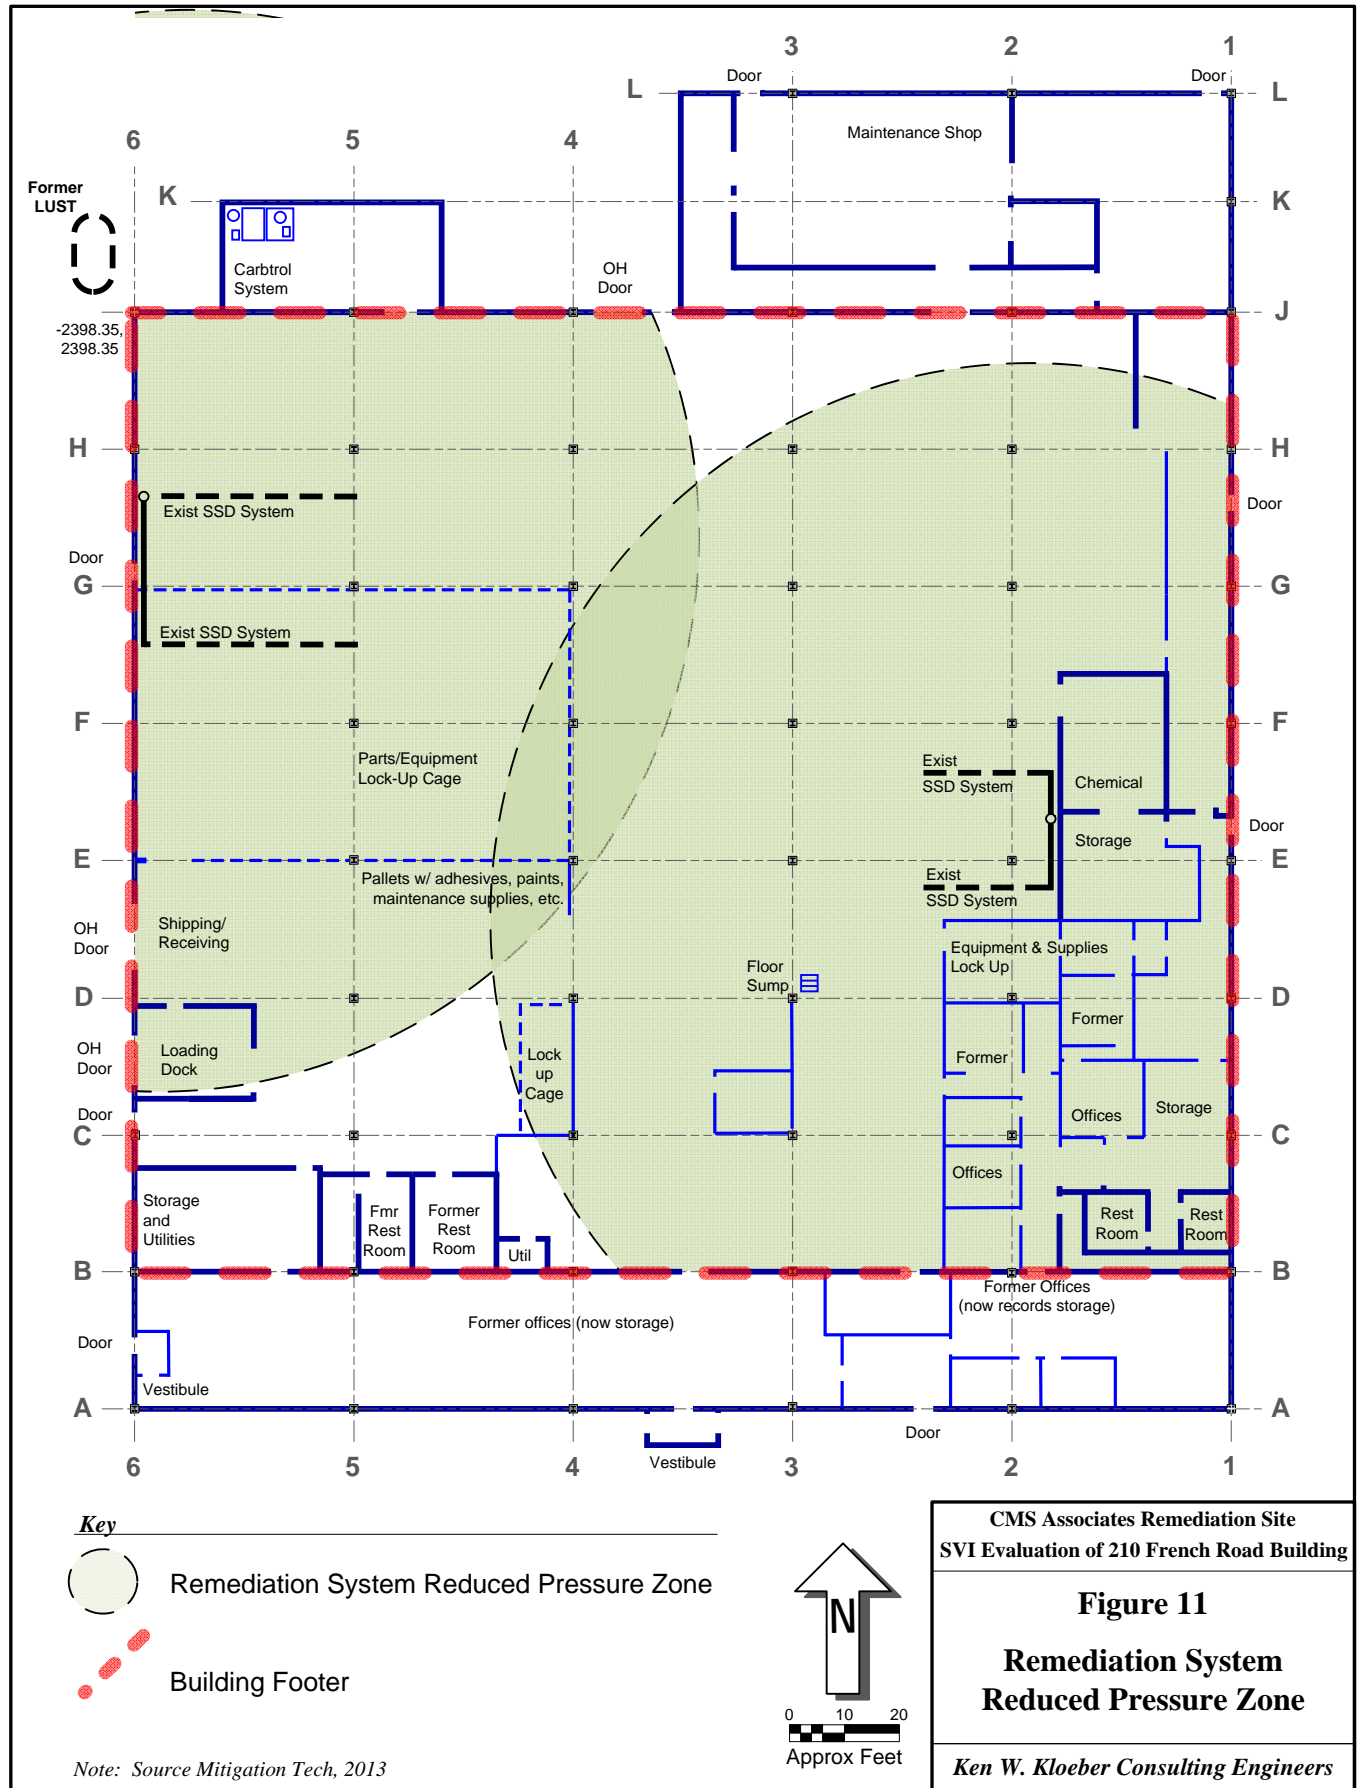 3
2
1
Door
Door
L
L
Maintenance Shop
6
5
4
Former
LUST
K
K
Carbtrol
System
OH
Door
J
-2398.35,
2398.35
H
H
Exist SSD System
Door
Door
G
G
Exist SSD System
F
F
Parts/Equipment
Lock-Up Cage
Exist
SSD System
Chemical
Storage
Door
E
E
Pallets w/ adhesives, paints,
maintenance supplies, etc.
Exist
SSD System
Shipping/
Receiving
OH
Door
Equipment & Supplies
Lock Up
Floor
Sump
D
D
Former
OH
Door
Loading
Dock
Lock
up
Cage
Former
Door
Offices
Storage
C
C
Offices
Storage
and
Utilities
Fmr
Rest
Room
Former
Rest
Room
Util
Rest
Room
Rest
Room
B
B
Former Offices
(now records storage)
Former offices (now storage)
Door
Vestibule
A
A
Door
Vestibule
6
5
4
3
2
1
Key
Remediation System Reduced Pressure Zone
Building Footer
Note: Source Mitigation Tech, 2013
N
0 10 20
Approx Feet
CMS Associates Remediation Site
SVI Evaluation of 210 French Road Building
Figure 11
Remediation System
Reduced Pressure Zone
Ken W. Kloeber Consulting Engineers